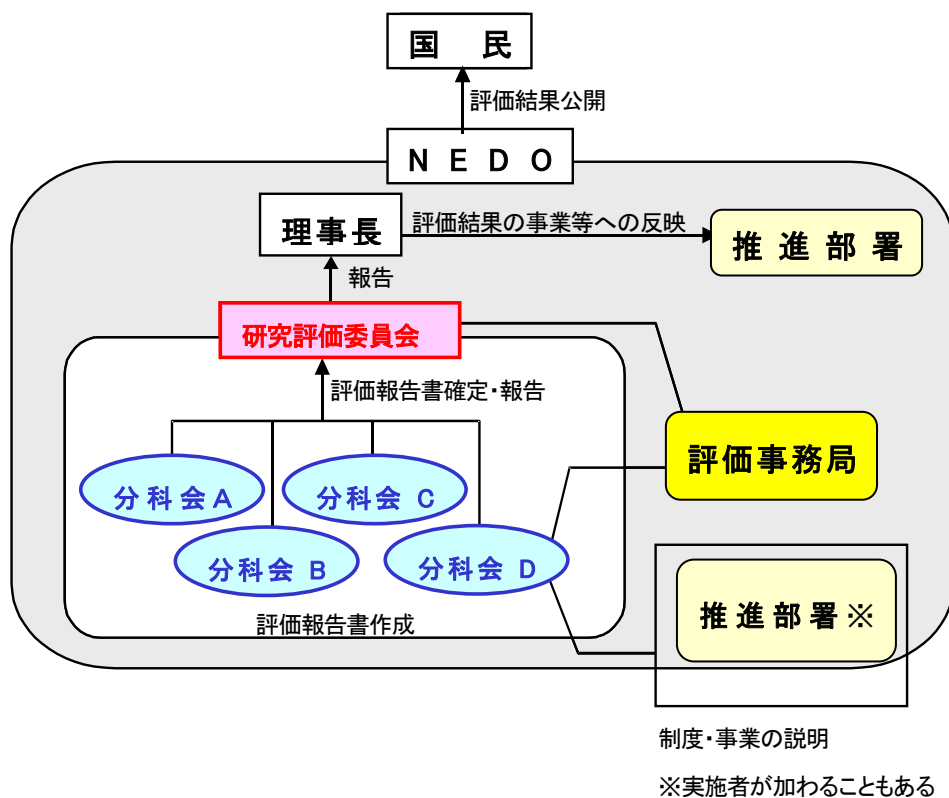 国　民
評価結果公開
ＮＥＤＯ
理事長
評価結果の事業等への反映
推進部署
報告
研究評価委員会
評価報告書確定・報告
評価事務局
分科会A
分科会 C
分科会 B
分科会 D
推進部署※
評価報告書作成
制度・事業の説明
※実施者が加わることもある